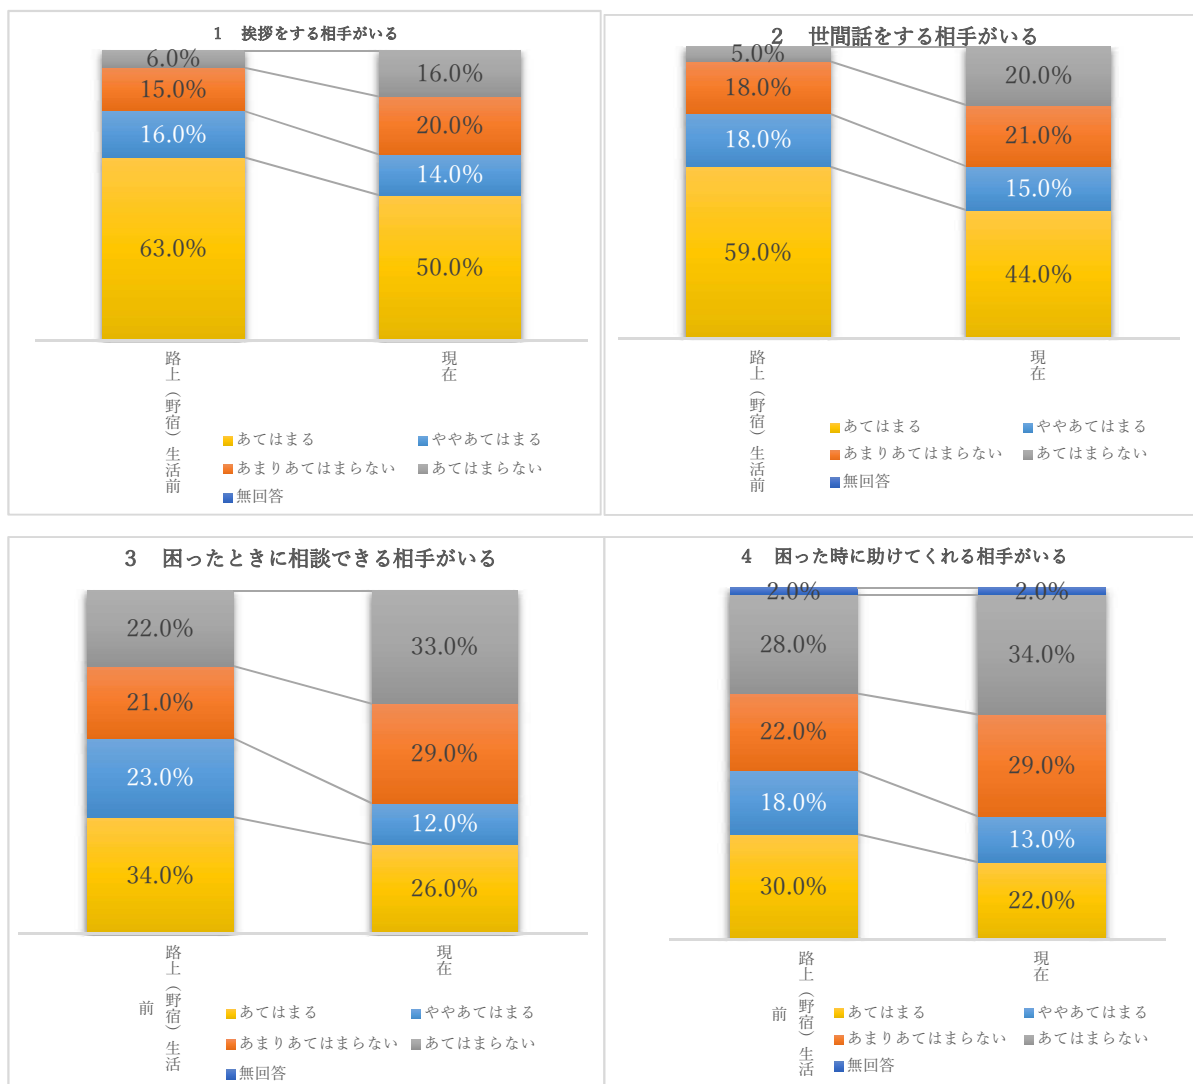 1 挨拶をする相手がいる
6.0%
16.0%
15.0%
20.0%
16.0%
14.0%
63.0%
50.0%
路上（野宿）生活前
現在
あてはまる
ややあてはまる
あまりあてはまらない
あてはまらない
無回答
2 世間話をする相手がいる
5.0%
20.0%
18.0%
21.0%
18.0%
15.0%
59.0%
44.0%
路上（野宿）生活前
現在
あてはまる
ややあてはまる
あまりあてはまらない
あてはまらない
無回答
3 困ったときに相談できる相手がいる
22.0%
33.0%
21.0%
29.0%
23.0%
12.0%
34.0%
26.0%
路上（野宿）生活
前
現在
あてはまる
ややあてはまる
あまりあてはまらない
あてはまらない
無回答
4 困った時に助けてくれる相手がいる
2.0%
2.0%
28.0%
34.0%
22.0%
29.0%
18.0%
13.0%
30.0%
22.0%
路上（野宿）生活
前
現在
あてはまる
ややあてはまる
あまりあてはまらない
あてはまらない
無回答